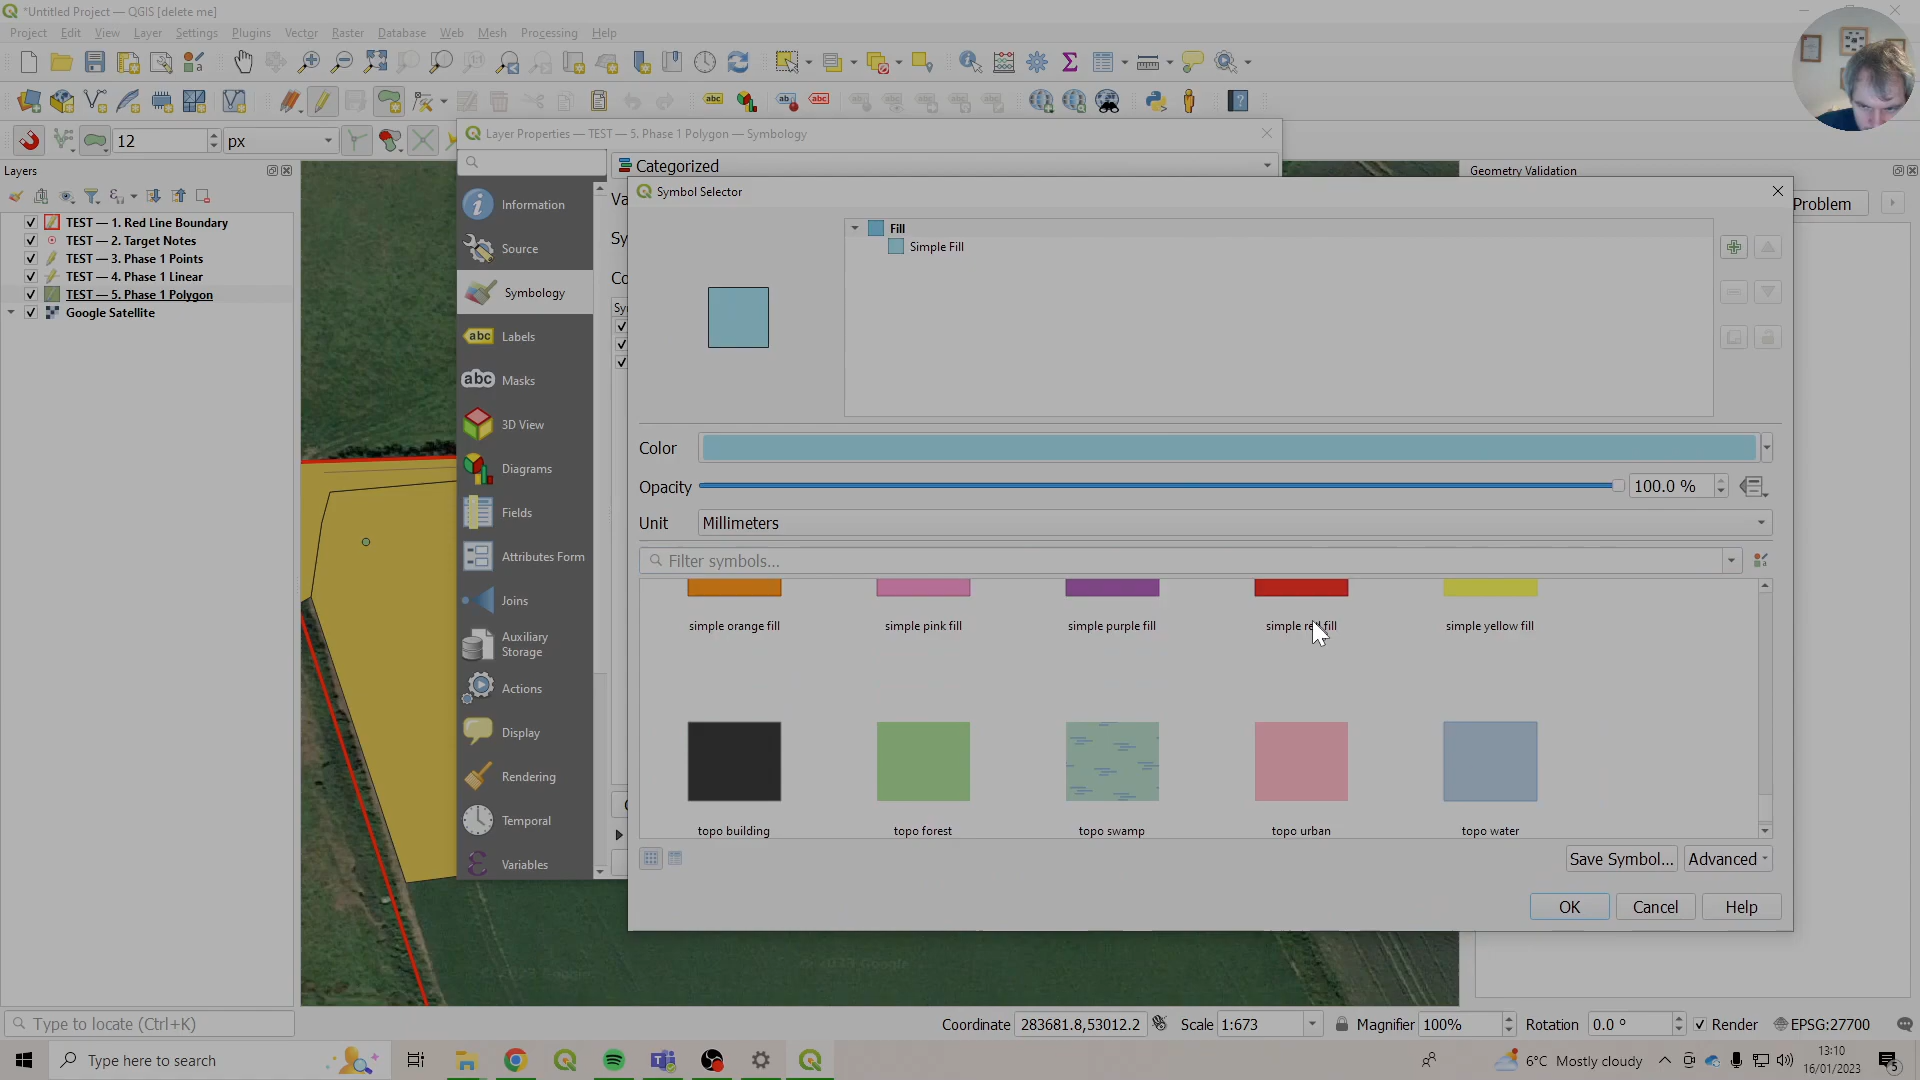 *Untitled Project — QGIS [delete me]
Project Edit View Layer Settings Plugins Vector Raster Database Web Mesh Processing Help
12 px
Layers
TEST — 1. Red Line Boundary
TEST — 2. Target Notes
TEST — 3. Phase 1 Points
TEST — 4. Phase 1 Linear
TEST — 5. Phase 1 Polygon
Google Satellite
Layer Properties — TEST — 5. Phase 1 Polygon — Symbology
Categorized
Information
Source
Symbology
Labels
Masks
3D View
Diagrams
Fields
Attributes Form
Joins
Auxiliary
Storage
Actions
Display
Rendering
Temporal
Variables
Geometry Validation
Problem
Symbol Selector
Fill
Simple Fill
Color
Opacity 100.0 %
Unit Millimeters
Filter symbols...
simple orange fill simple pink fill simple purple fill simple red fill simple yellow fill
topo building topo forest topo swamp topo urban topo water
Save Symbol... Advanced
OK Cancel Help
Type to locate (Ctrl+K)
Coordinate 283681.8,53012.2 Scale 1:673 Magnifier 100% Rotation 0.0 ° Render EPSG:27700
Type here to search
6°C Mostly cloudy
13:10
16/01/2023
5